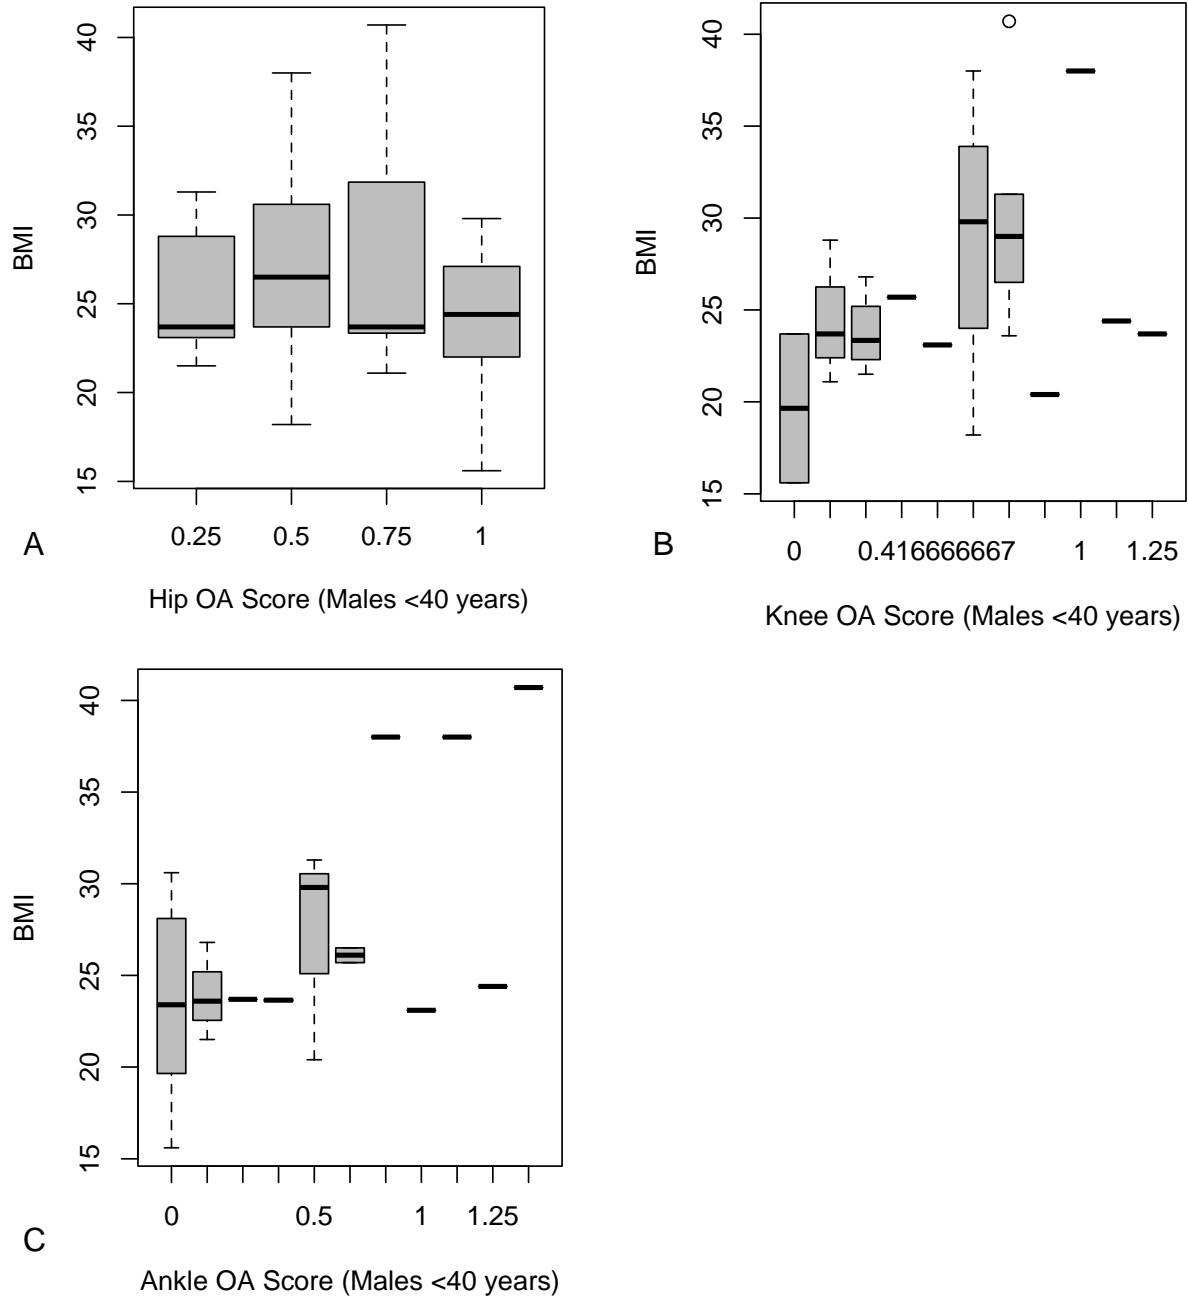 40
35
30
25
20
15
BMI
0.25 0.5 0.75 1
A
Hip OA Score (Males <40 years)
40
35
30
25
20
15
BMI
0 0.416666667 1 1.25
B
Knee OA Score (Males <40 years)
40
35
30
25
20
15
BMI
0 0.5 1 1.25
C
Ankle OA Score (Males <40 years)